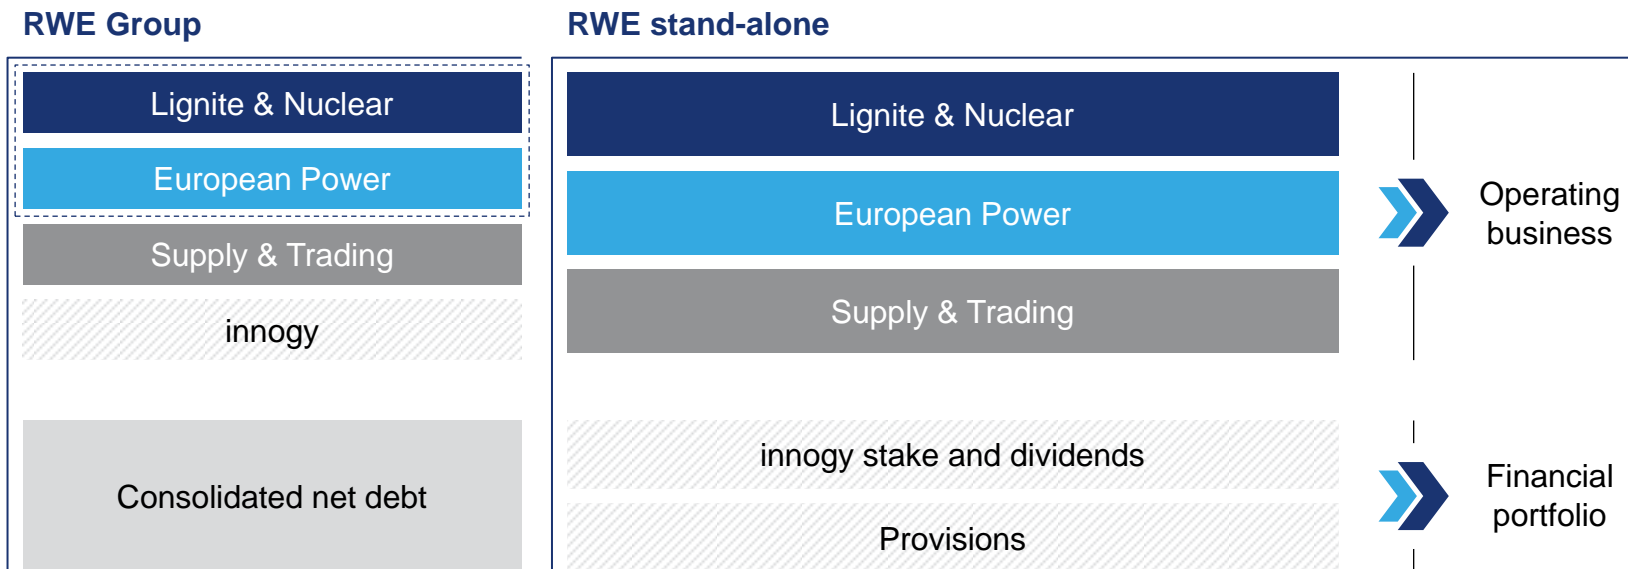 RWE Group
Lignite & Nuclear
European Power
Supply & Trading
innogy
Consolidated net debt
RWE stand-alone
Lignite & Nuclear
European Power
Supply & Trading
innogy stake and dividends
Provisions
Operating
business
Financial
portfolio